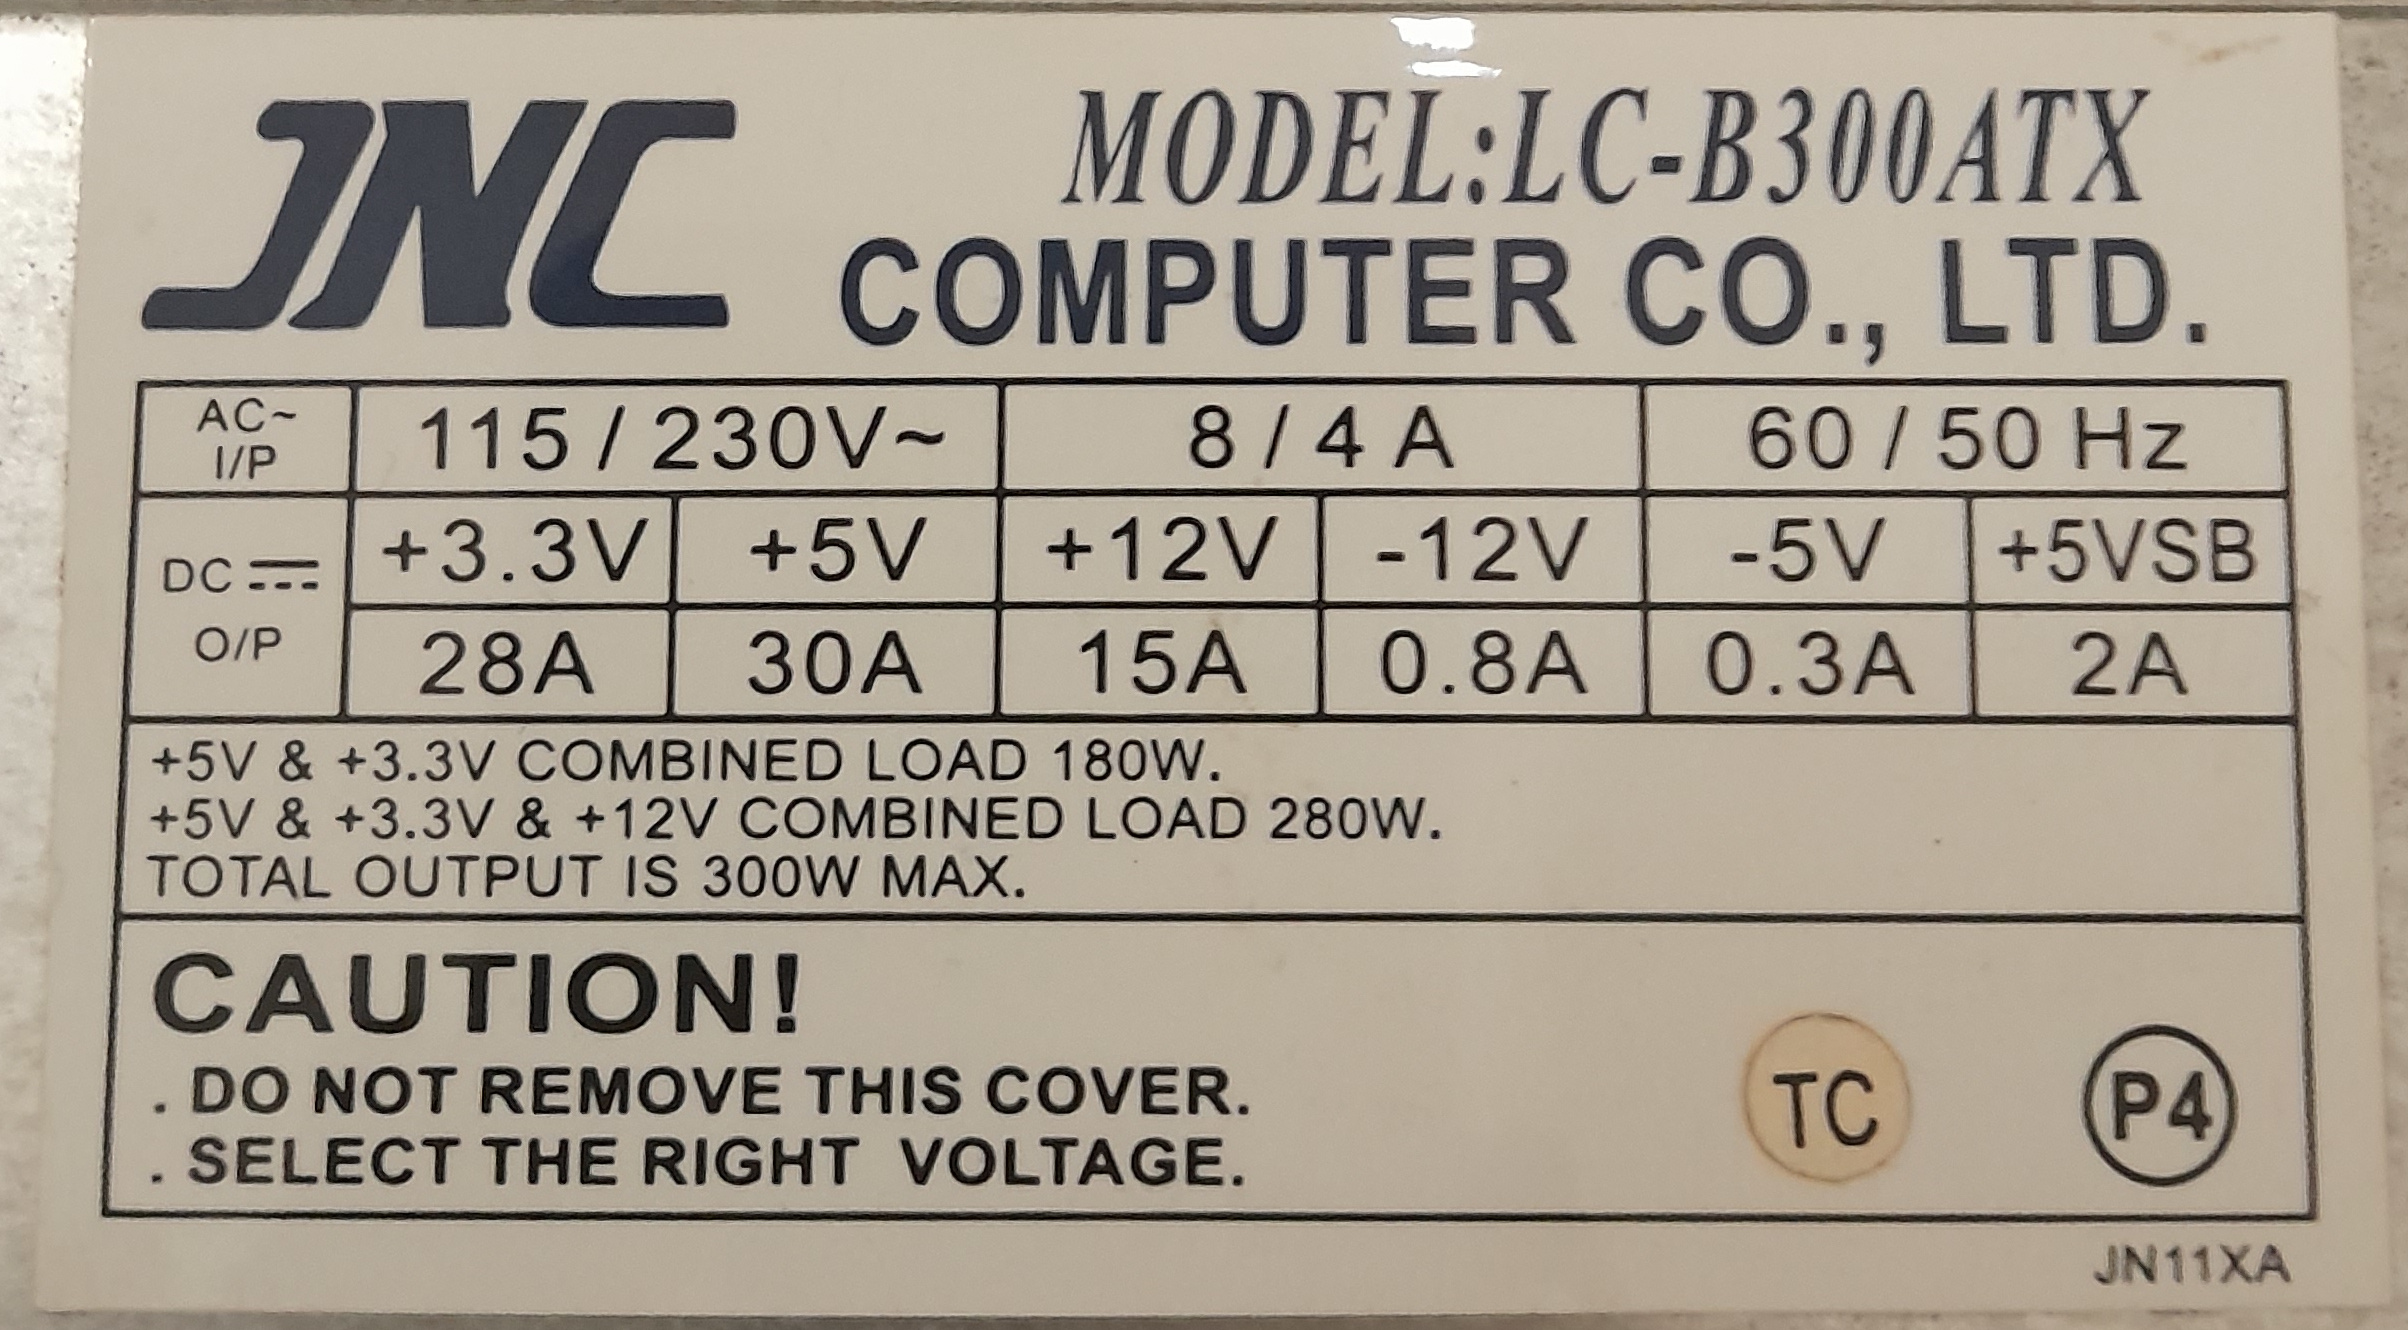 JNC
MODEL:LC-B300ATX
COMPUTER CO., LTD.
AC~ I/P 115 / 230V~ 8 / 4 A 60 / 50 Hz
DC O/P
+3.3V +5V +12V -12V -5V +5VSB
28A 30A 15A 0.8A 0.3A 2A
+5V & +3.3V COMBINED LOAD 180W.
+5V & +3.3V & +12V COMBINED LOAD 280W.
TOTAL OUTPUT IS 300W MAX.
CAUTION!
. DO NOT REMOVE THIS COVER.
. SELECT THE RIGHT VOLTAGE.
TC P4
JN11XA